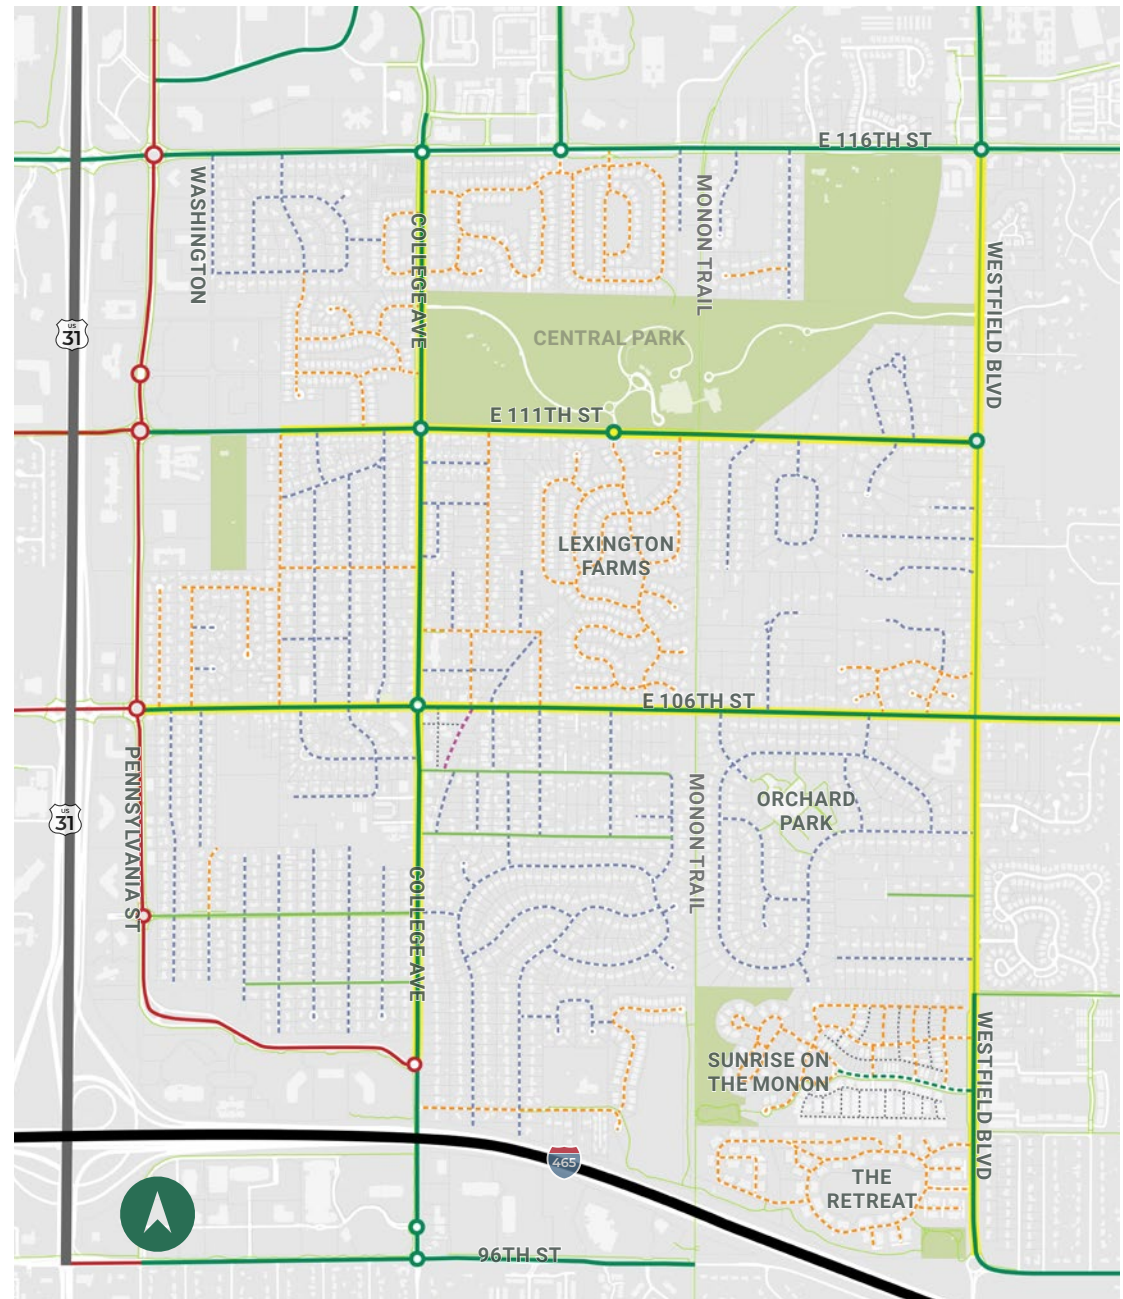 E 116TH ST
WASHINGTON
MONON TRAIL
COLLEGE AVE
WESTFIELD BLVD
US
31
CENTRAL PARK
E 111TH ST
LEXINGTON
FARMS
E 106TH ST
PENNSYLVANIA ST
MONON TRAIL
US
31
ORCHARD
PARK
COLLEGE AVE
WESTFIELD BLVD
SUNRISE ON
THE MONON
465
THE
RETREAT
96TH ST